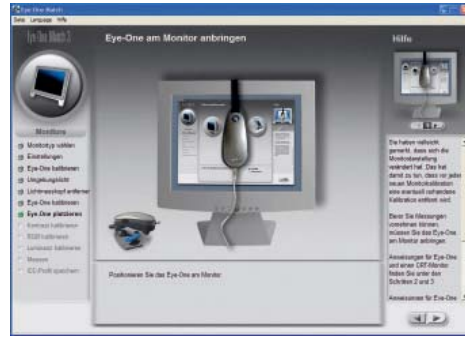 Eye-One Match
Datei Language Hilfe
Eye-One Match 3
Eye-One am Monitor anbringen
Hilfe
Monitore
Monitortyp wählen
Einstellungen
Eye-One kalibrieren
Umgebungslicht
Lichtmesskopf entfernen
Eye-One kalibrieren
Eye-One platzieren
Kontrast kalibrieren
RGB kalibrieren
Luminanz kalibrieren
Messen
ICC-Profil speichern
Positionieren Sie das Eye-One am Monitor.
Sie haben vielleicht
gemerkt, dass sich die
Monitordarstellung
verändert hat. Das hat
damit zu tun, dass vor jeder
neuen Monitorkalibration
eine eventuell vorhandene
Kalibration entfernt wird.
Bevor Sie Messungen
vornehmen können,
müssen Sie das Eye-One
am Monitor anbringen.
Anweisungen für Eye-One
und einen CRT-Monitor
finden Sie unter den
Schritten 2 und 3.
Anweisungen für Eye-One